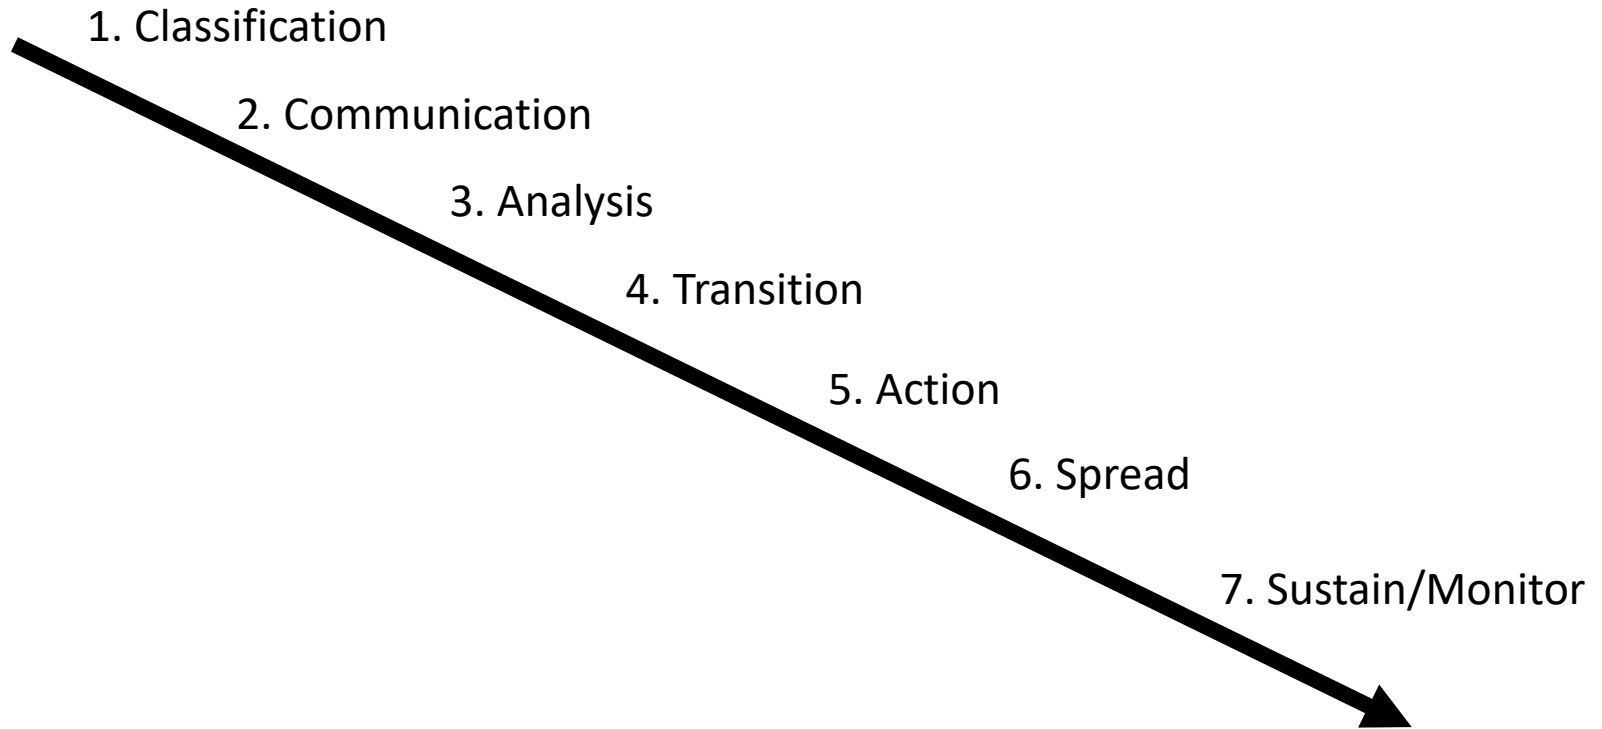 1. Classification
2. Communication
3. Analysis
4. Transition
5. Action
6. Spread
7. Sustain/Monitor